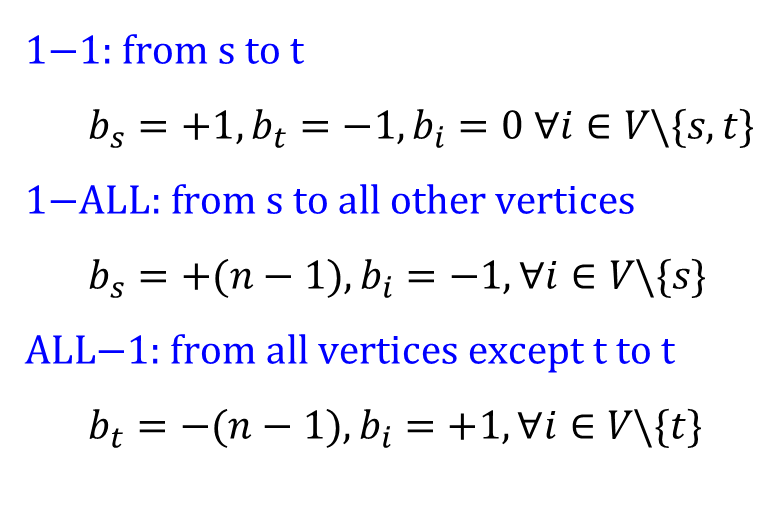 1−1: from s to t
b_s = +1, b_t = −1, b_i = 0 ∀i ∈ V\{s, t}
1−ALL: from s to all other vertices
b_s = +(n − 1), b_i = −1, ∀i ∈ V\{s}
ALL−1: from all vertices except t to t
b_t = −(n − 1), b_i = +1, ∀i ∈ V\{t}